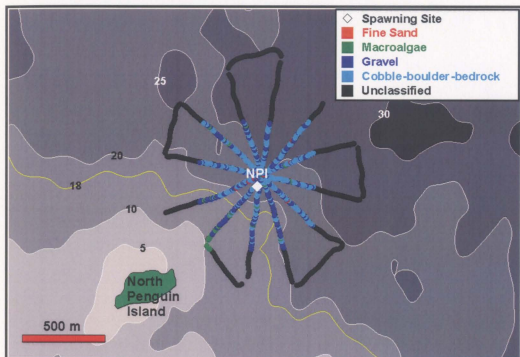 Spawning Site
Fine Sand
Macroalgae
Gravel
Cobble-boulder-bedrock
Unclassified
25
30
20
NPI
18
10
5
North
Penguin
Island
500 m